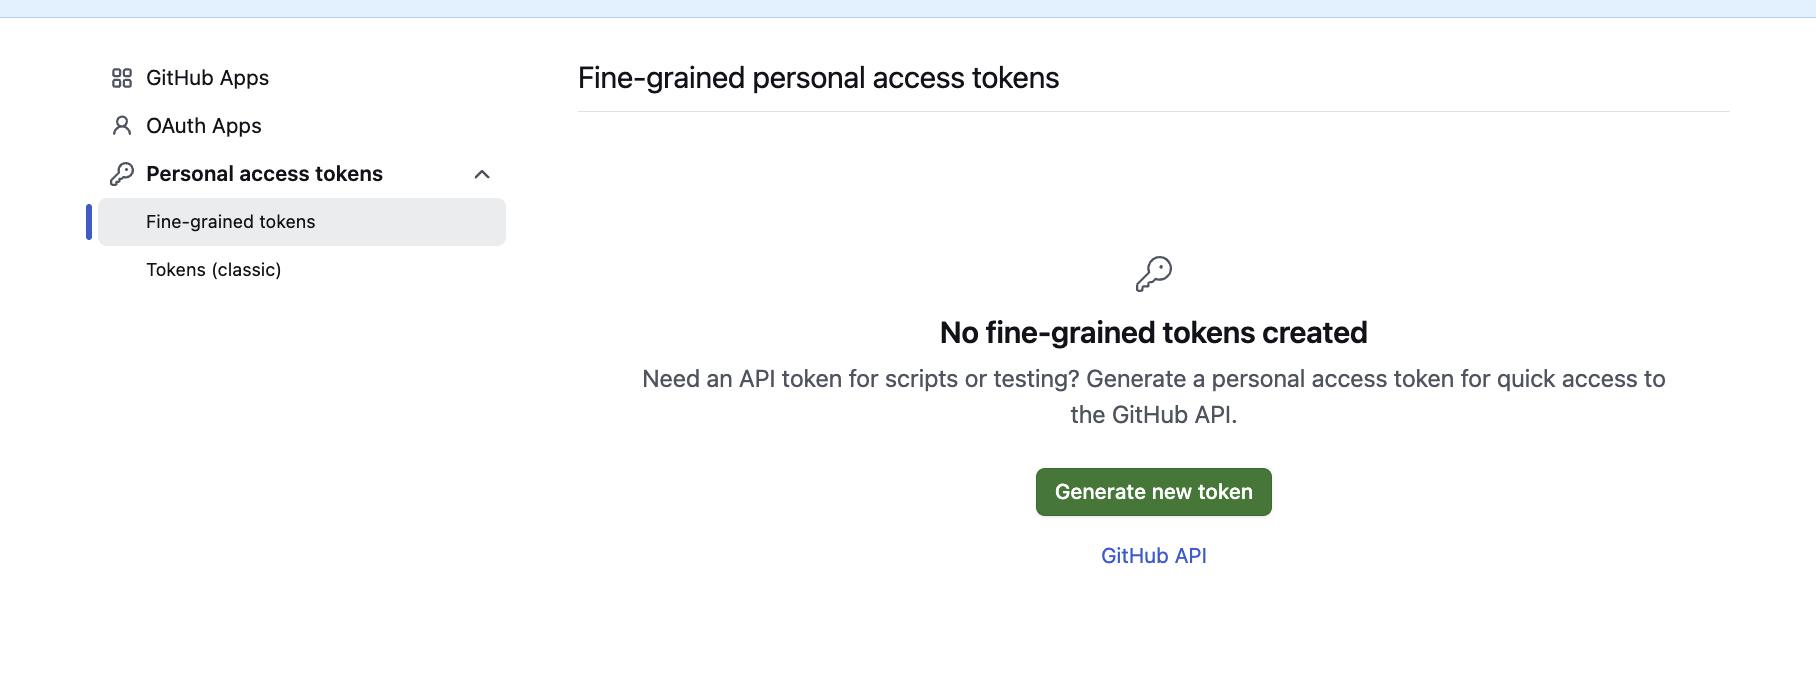 GitHub Apps
OAuth Apps
Personal access tokens
Fine-grained tokens
Tokens (classic)
Fine-grained personal access tokens
No fine-grained tokens created
Need an API token for scripts or testing? Generate a personal access token for quick access to
the GitHub API.
Generate new token
GitHub API